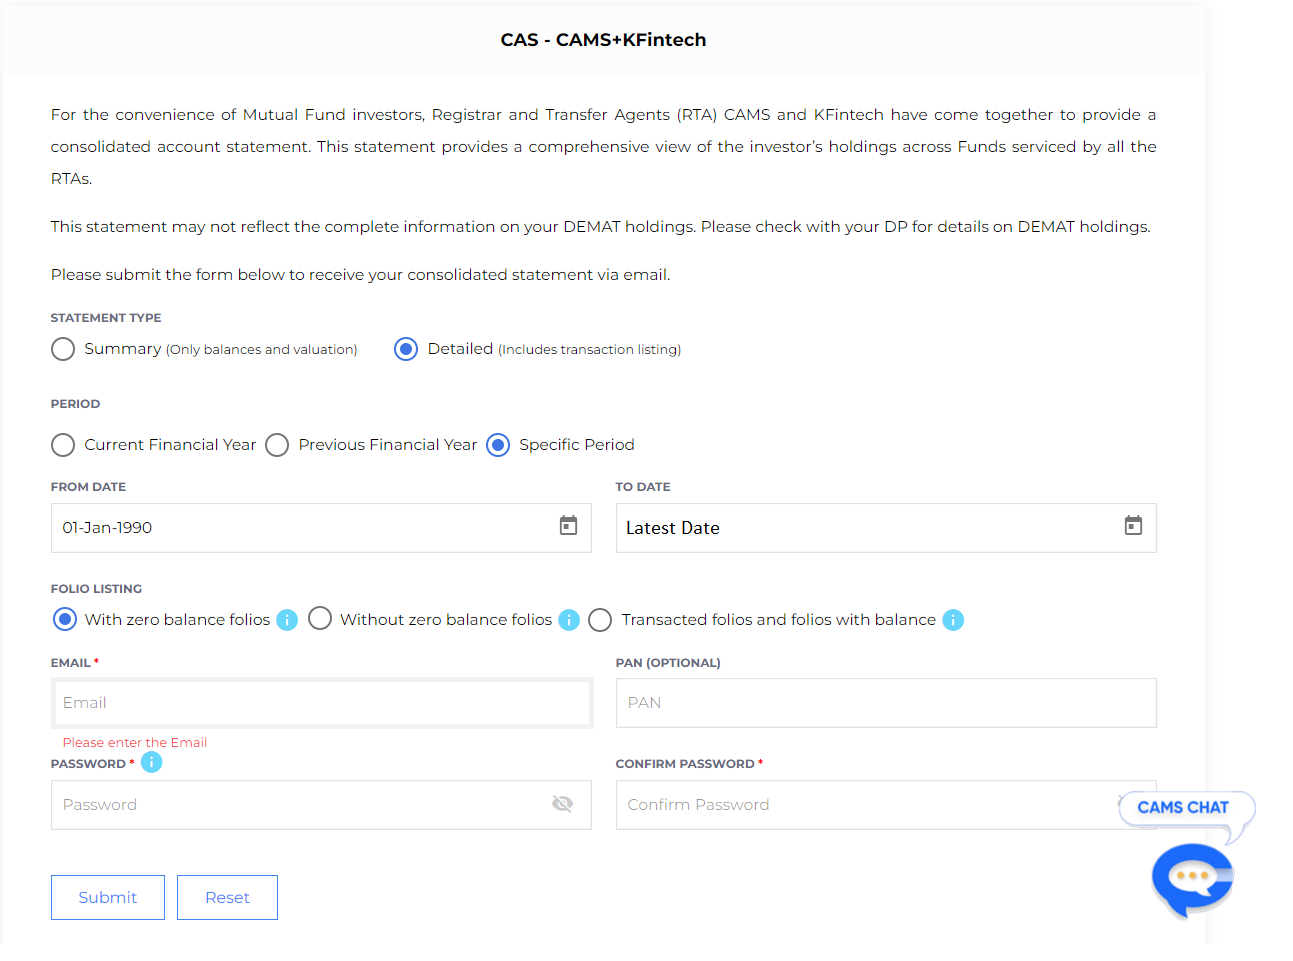 CAS - CAMS+KFintech
For the convenience of Mutual Fund investors, Registrar and Transfer Agents (RTA) CAMS and KFintech have come together to provide a
consolidated account statement. This statement provides a comprehensive view of the investor's holdings across Funds serviced by all the
RTAs.
This statement may not reflect the complete information on your DEMAT holdings. Please check with your DP for details on DEMAT holdings.
Please submit the form below to receive your consolidated statement via email.
STATEMENT TYPE
Summary (Only balances and valuation) Detailed (Includes transaction listing)
PERIOD
Current Financial Year Previous Financial Year Specific Period
FROM DATE TO DATE
01-Jan-1990 Latest Date
FOLIO LISTING
With zero balance folios i Without zero balance folios i Transacted folios and folios with balance i
EMAIL * PAN (OPTIONAL)
Email PAN
Please enter the Email
PASSWORD * i CONFIRM PASSWORD *
Password Confirm Password
CAMS CHAT
Submit Reset